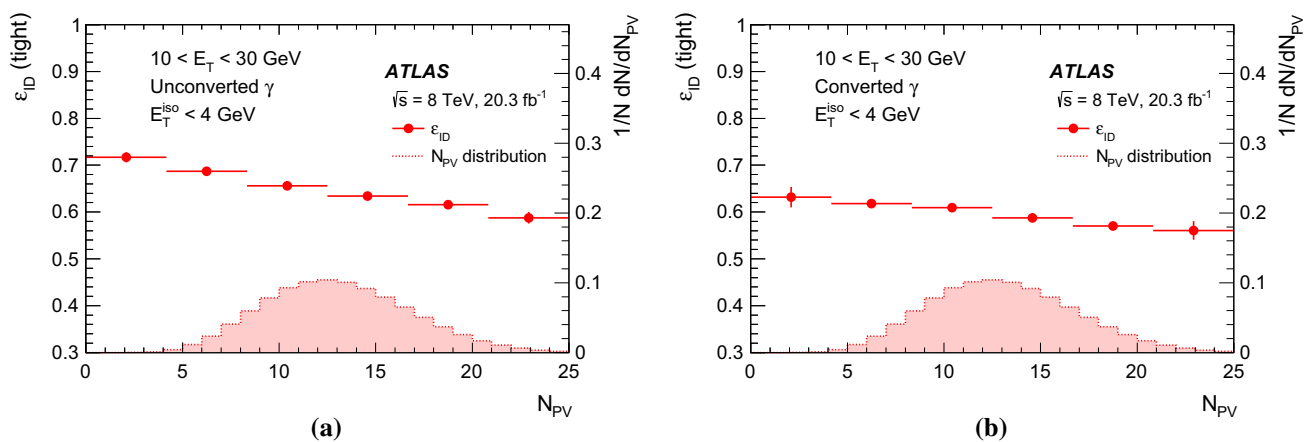 ε_ID (tight)
1
0.9
0.8
0.7
0.6
0.5
0.4
0.3
10 < E_T < 30 GeV
Unconverted γ
E_T^iso < 4 GeV
ATLAS
√s = 8 TeV, 20.3 fb⁻¹
ε_ID
N_PV distribution
1/N dN/dN_PV
0.4
0.3
0.2
0.1
0
0 5 10 15 20 25
N_PV
(a)
ε_ID (tight)
1
0.9
0.8
0.7
0.6
0.5
0.4
0.3
10 < E_T < 30 GeV
Converted γ
E_T^iso < 4 GeV
ATLAS
√s = 8 TeV, 20.3 fb⁻¹
ε_ID
N_PV distribution
1/N dN/dN_PV
0.4
0.3
0.2
0.1
0
0 5 10 15 20 25
N_PV
(b)